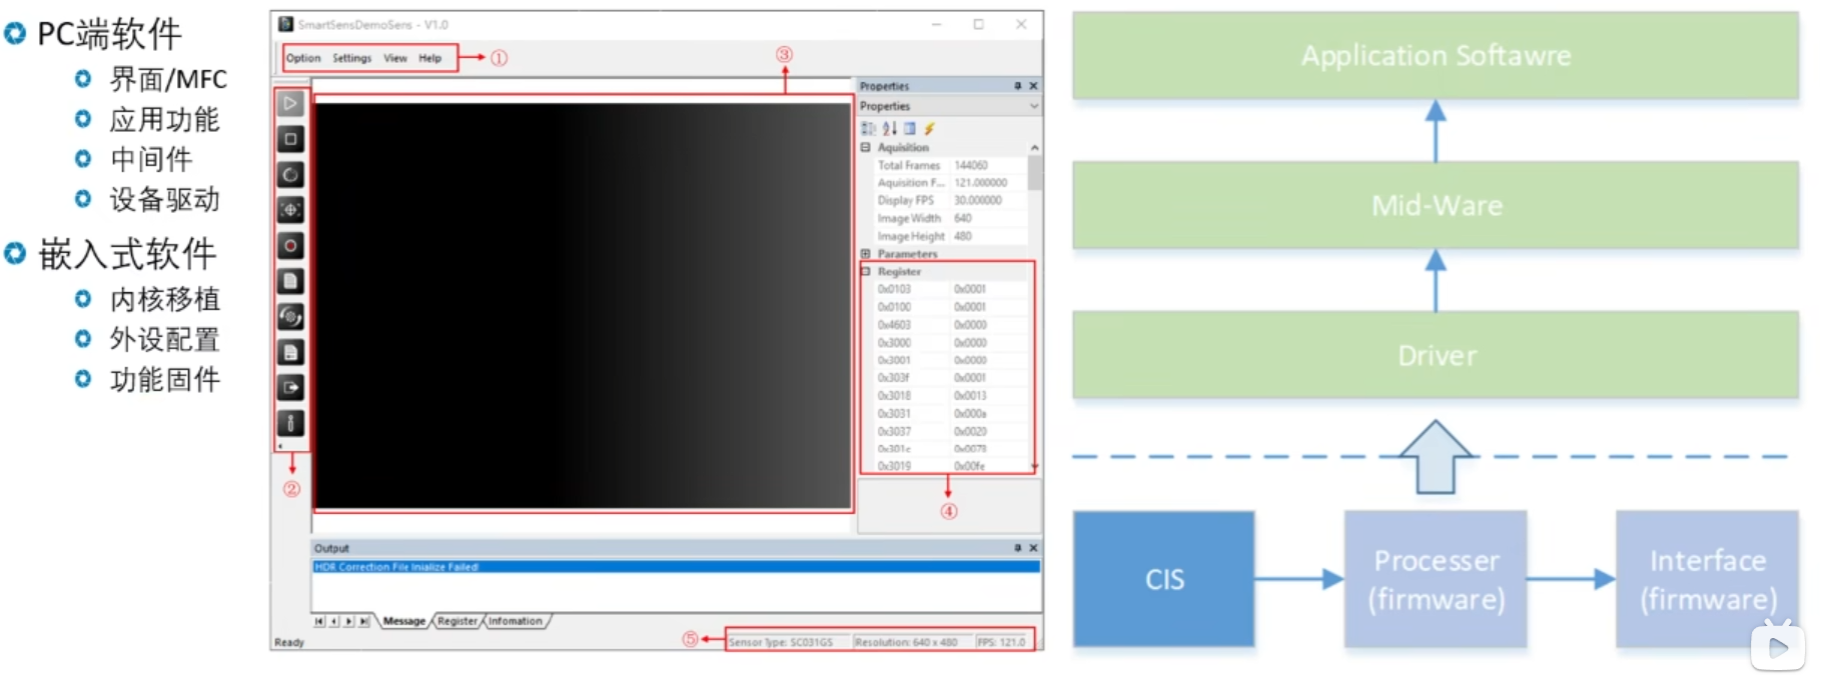 PC端软件
界面/MFC
应用功能
中间件
设备驱动
嵌入式软件
内核移植
外设配置
功能固件
SmartSensDemoSens - V1.0
Option Settings View Help
①
③
②
Properties
Properties
Aquisition
Total Frames 144060
Aquisition F... 121.000000
Display FPS 30.000000
Image Width 640
Image Height 480
Parameters
Register
0x0103 0x0001
0x0100 0x0001
0x4603 0x0000
0x3000 0x0000
0x3001 0x0000
0x303f 0x0001
0x3018 0x0013
0x3031 0x000a
0x3037 0x0020
0x301c 0x0078
0x3019 0x00fe
④
Output
HDR Correction File Inialize Failed!
Message Register Infomation
Ready
⑤
Sensor Type: SC031GS Resolution: 640 x 480 FPS: 121.0
Application Softawre
Mid-Ware
Driver
CIS
Processer
(firmware)
Interface
(firmware)